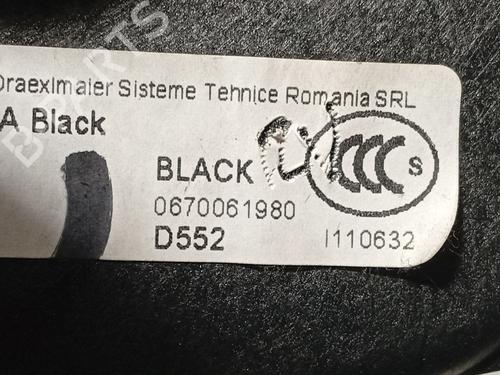 Draexlmaier Sisteme Tehnice Romania SRL
A Black
BLACK
CCC S
0670061980
D552 I110632